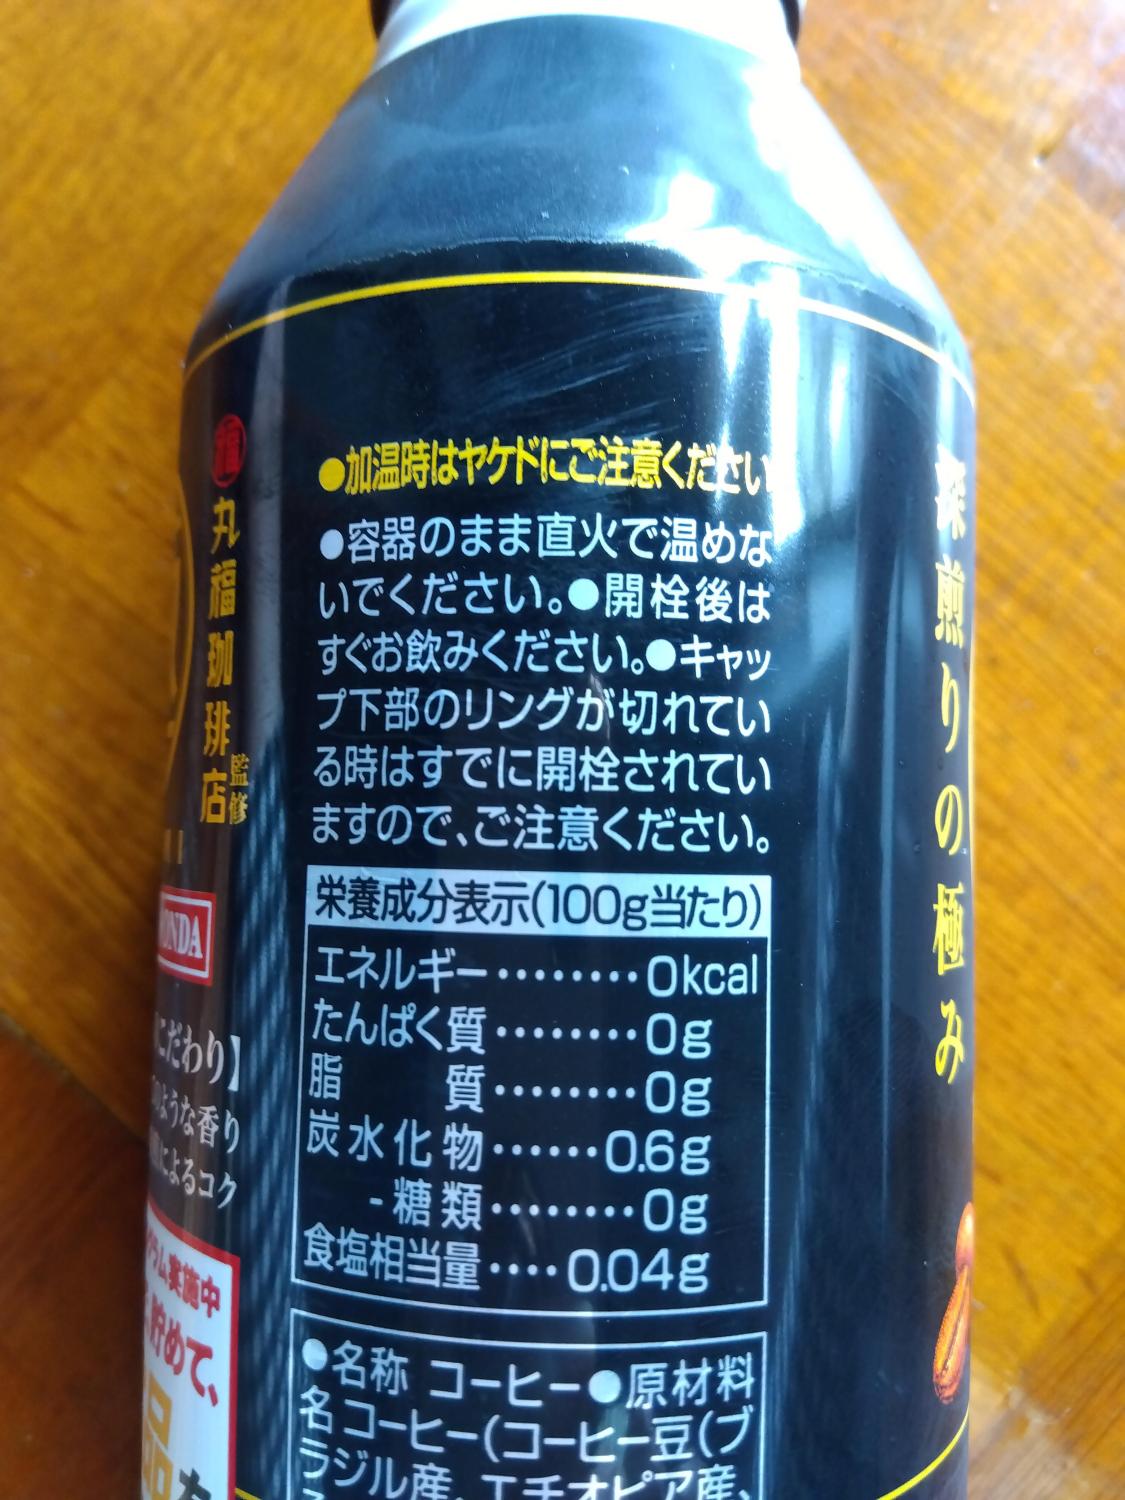 ●加温時はヤケドにご注意ください
●容器のまま直火で温めな
いでください。●開栓後は
すぐお飲みください。●キャッ
プ下部のリングが切れてい
る時はすでに開栓されてい
ますので、ご注意ください。
栄養成分表示(100g当たり)
エネルギー………0kcal
たんぱく質………0g
脂 質………0g
炭水化物……0.6g
-糖類………0g
食塩相当量‥‥0.04g
●名称 コーヒー●原材料
名 コーヒー(コーヒー豆(ブ
ラジル産、エチオピア産、
丸福珈琲店
監修
ONDA
こだわり】
のような香り
によるコク
実施中
貯めて、
品
深煎りの極み